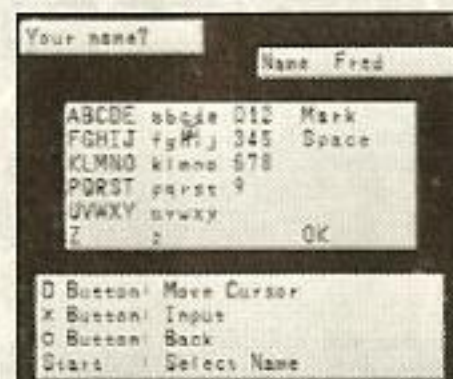 Your name?
Name Fred
ABCDE abcde 012 Mark
FGHIJ fghij 345 Space
KLMNO klmno 678
PQRST pqrst 9
UVWXY uvwxy
Z z OK
□ Button: Move Cursor
× Button: Input
○ Button: Back
Start : Select Name